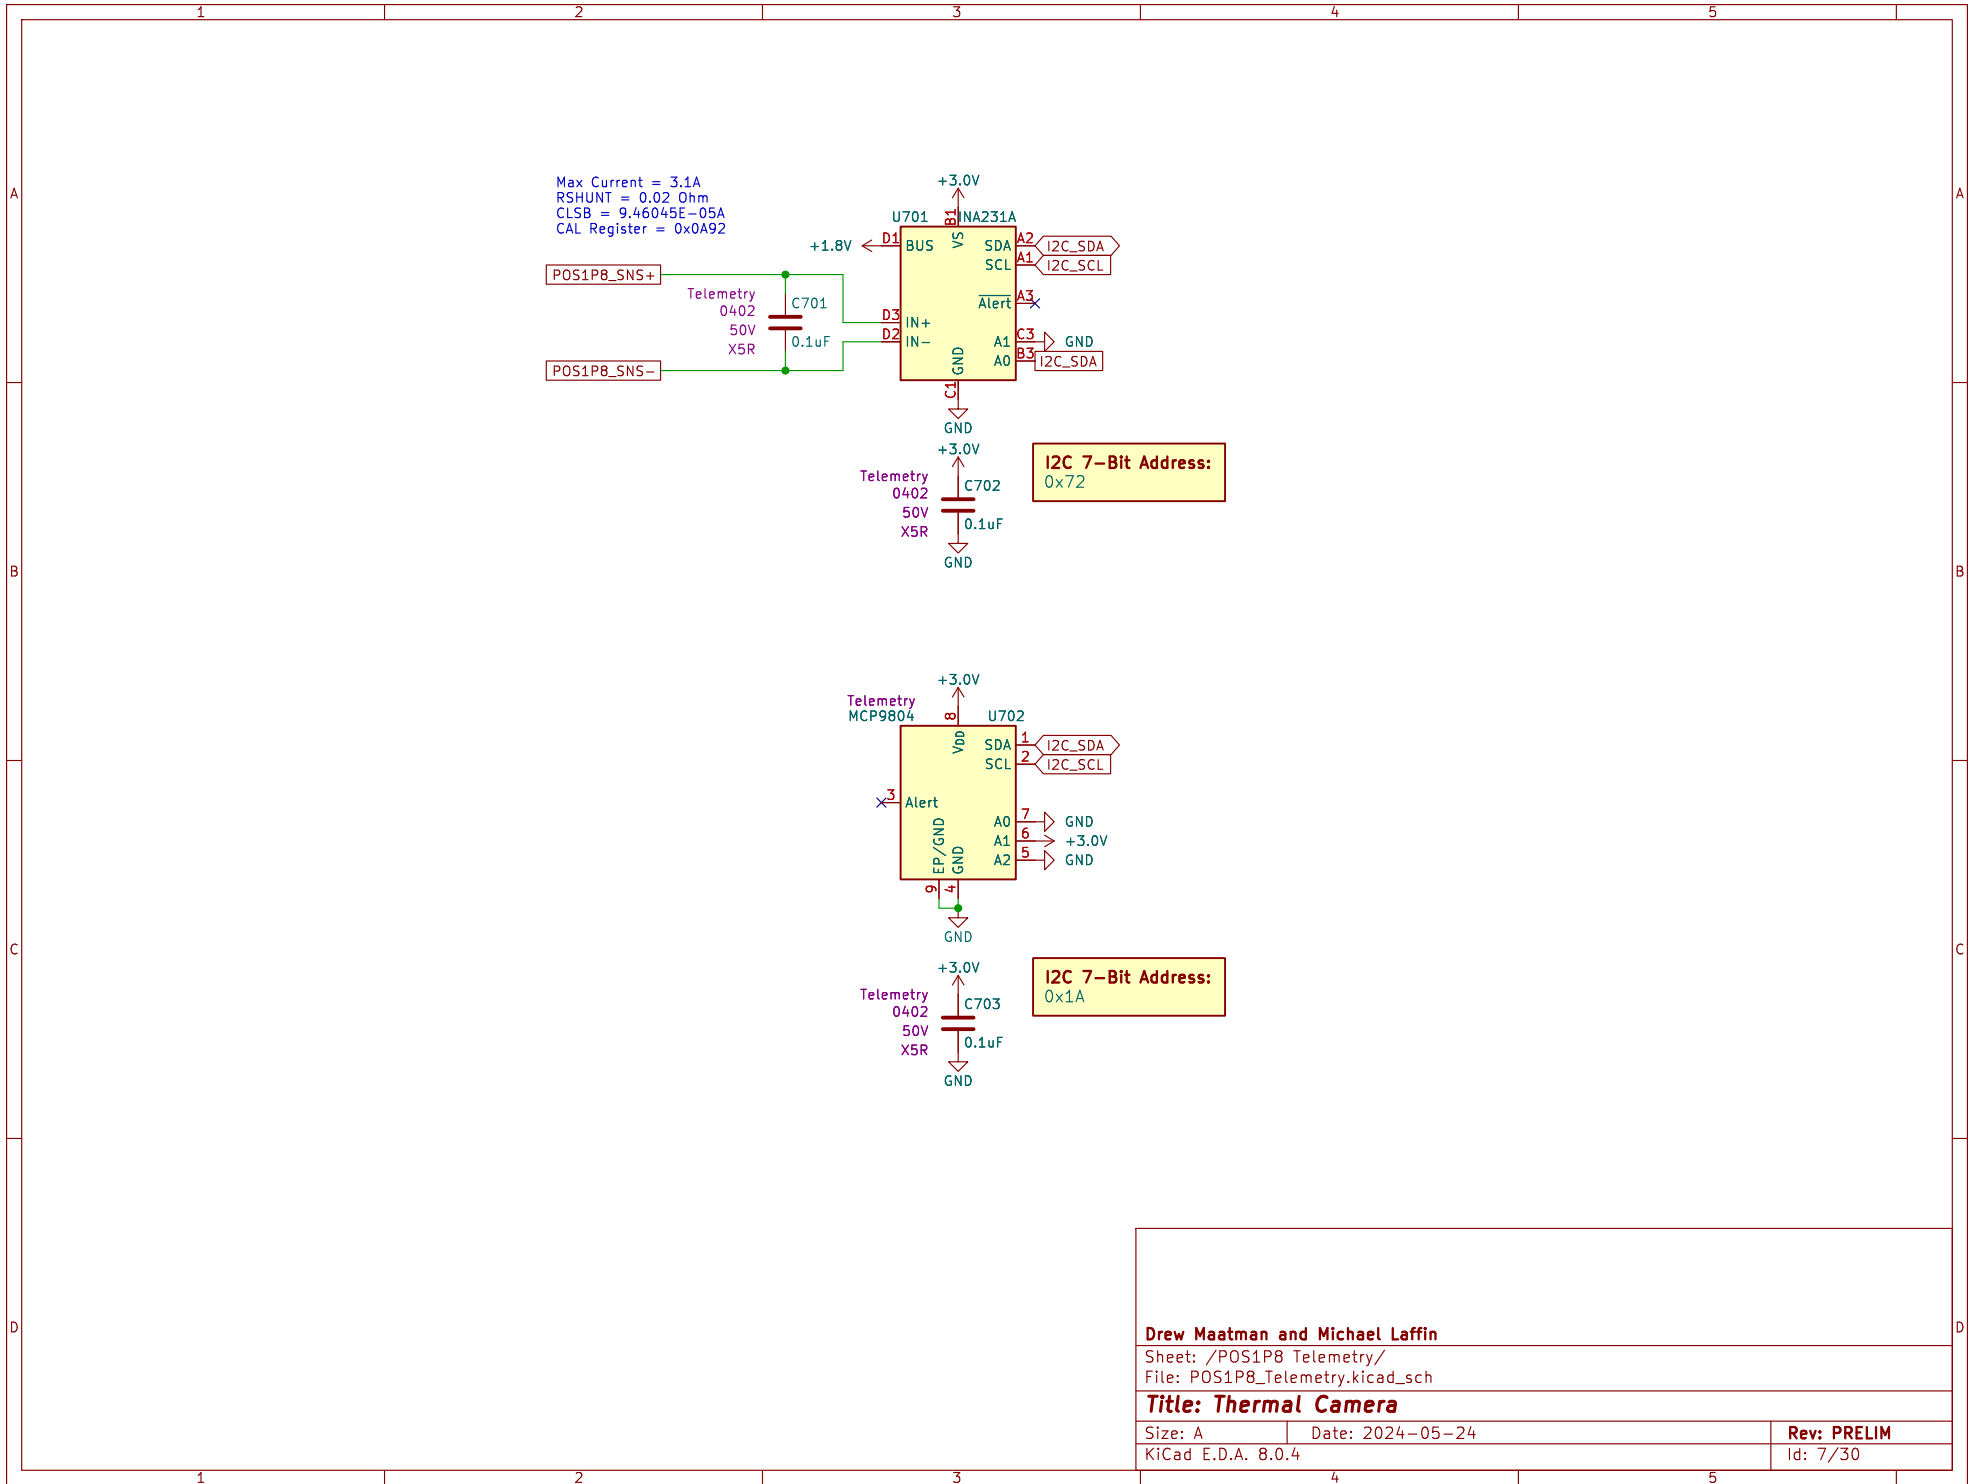 1 2 3 4 5
A A
B B
C C
D D
Max Current = 3.1A
RSHUNT = 0.02 Ohm
CLSB = 9.46045E-05A
CAL Register = 0x0A92
+3.0V
U701 INA231A
B1
VS
+1.8V D1 BUS
SDA A2 I2C_SDA
SCL A1 I2C_SCL
Alert A3
POS1P8_SNS+
Telemetry
0402
50V
X5R
C701
0.1uF
D3 IN+
D2 IN-
A1 C3 GND
A0 B3 I2C_SDA
POS1P8_SNS-
GND
C1
GND
+3.0V
Telemetry
0402
50V
X5R
C702
0.1uF
GND
I2C 7-Bit Address:
0x72
+3.0V
Telemetry
MCP9804
U702
8
VDD
SDA 1 I2C_SDA
SCL 2 I2C_SCL
3 Alert
A0 7 GND
A1 6 +3.0V
A2 5 GND
EP/GND
GND
9 4
GND
+3.0V
Telemetry
0402
50V
X5R
C703
0.1uF
GND
I2C 7-Bit Address:
0x1A
Drew Maatman and Michael Laffin
Sheet: /POS1P8 Telemetry/
File: POS1P8_Telemetry.kicad_sch
Title: Thermal Camera
Size: A Date: 2024-05-24 Rev: PRELIM
KiCad E.D.A. 8.0.4 Id: 7/30
1 2 3 4 5